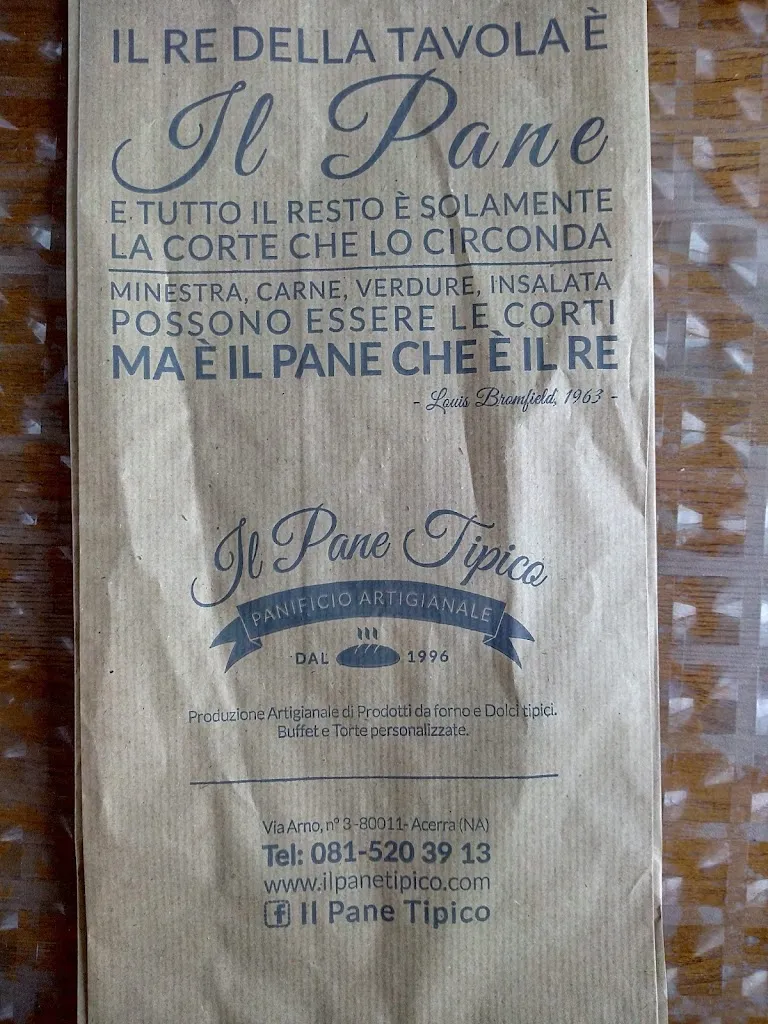 IL RE DELLA TAVOLA È
Il Pane
E TUTTO IL RESTO È SOLAMENTE
LA CORTE CHE LO CIRCONDA
MINESTRA, CARNE, VERDURE, INSALATA
POSSONO ESSERE LE CORTI
MA È IL PANE CHE È IL RE
- Louis Bromfield, 1963 -
Il Pane Tipico
PANIFICIO ARTIGIANALE
DAL 1996
Produzione Artigianale di Prodotti da forno e Dolci tipici.
Buffet e Torte personalizzate.
Via Arno, n° 3 -80011- Acerra (NA)
Tel: 081-520 39 13
www.ilpanetipico.com
f Il Pane Tipico